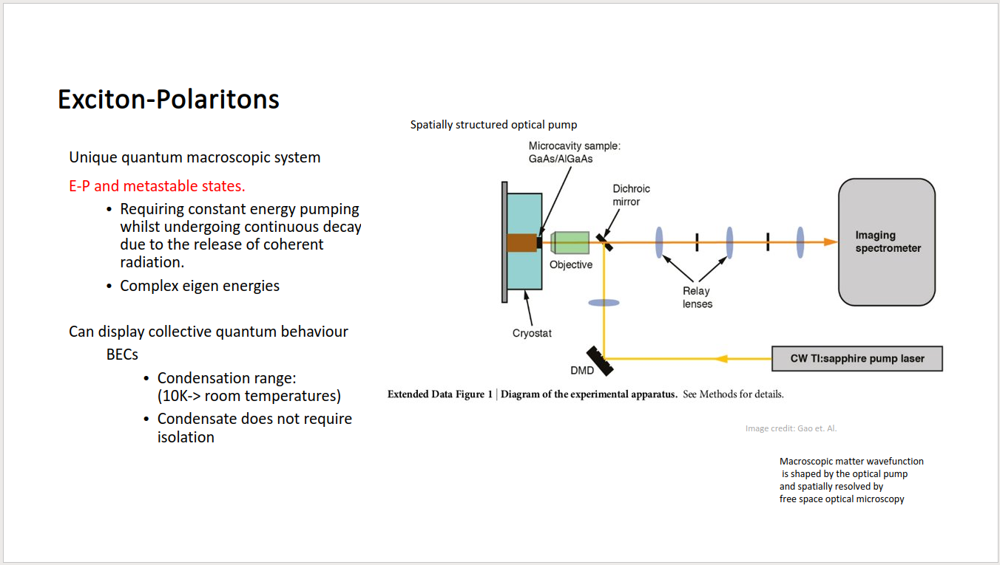 Exciton-Polaritons
Unique quantum macroscopic system
E-P and metastable states.
• Requiring constant energy pumping
whilst undergoing continuous decay
due to the release of coherent
radiation.
• Complex eigen energies
Can display collective quantum behaviour
BECs
• Condensation range:
(10K-> room temperatures)
• Condensate does not require
isolation
Spatially structured optical pump
Microcavity sample:
GaAs/AlGaAs
Dichroic
mirror
Objective
Cryostat
Relay
lenses
Imaging
spectrometer
DMD
CW TI:sapphire pump laser
Extended Data Figure 1 | Diagram of the experimental apparatus. See Methods for details.
Image credit: Gao et. Al.
Macroscopic matter wavefunction
is shaped by the optical pump
and spatially resolved by
free space optical microscopy